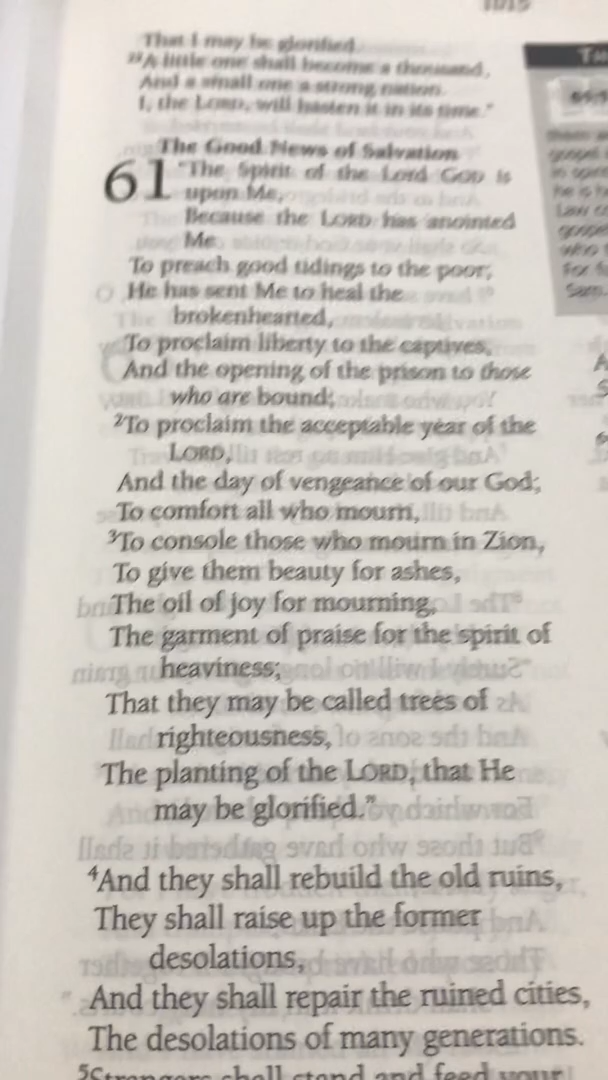 1015
That I may be glorified.
²²A little one shall become a thousand,
And a small one a strong nation.
I, the LORD, will hasten it in its time."
The Good News of Salvation
61 "The Spirit of the Lord GOD is
upon Me,
Because the LORD has anointed
Me
To preach good tidings to the poor;
He has sent Me to heal the
brokenhearted,
To proclaim liberty to the captives,
And the opening of the prison to those
who are bound;
²To proclaim the acceptable year of the
LORD,
And the day of vengeance of our God;
To comfort all who mourn,
³To console those who mourn in Zion,
To give them beauty for ashes,
The oil of joy for mourning,
The garment of praise for the spirit of
heaviness;
That they may be called trees of
righteousness,
The planting of the LORD, that He
may be glorified."
⁴And they shall rebuild the old ruins,
They shall raise up the former
desolations,
And they shall repair the ruined cities,
The desolations of many generations.
⁵Strangers shall stand and feed your